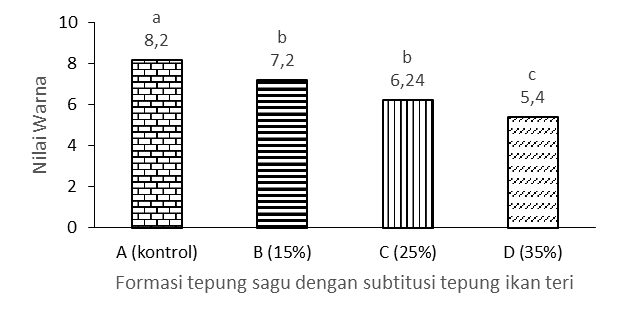 10
8
6
4
2
0
Nilai Warna
a
8,2
b
7,2
b
6,24
c
5,4
A (kontrol)
B (15%)
C (25%)
D (35%)
Formasi tepung sagu dengan subtitusi tepung ikan teri